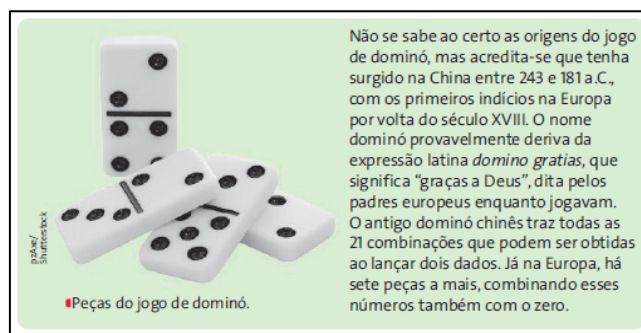 Não se sabe ao certo as origens do jogo
de dominó, mas acredita-se que tenha
surgido na China entre 243 e 181 a.C.,
com os primeiros indícios na Europa
por volta do século XVIII. O nome
dominó provavelmente deriva da
expressão latina domino gratias, que
significa “graças a Deus”, dita pelos
padres europeus enquanto jogavam.
O antigo dominó chinês traz todas as
21 combinações que podem ser obtidas
ao lançar dois dados. Já na Europa, há
sete peças a mais, combinando esses
números também com o zero.
pzAxe/
Shutterstock
Peças do jogo de dominó.